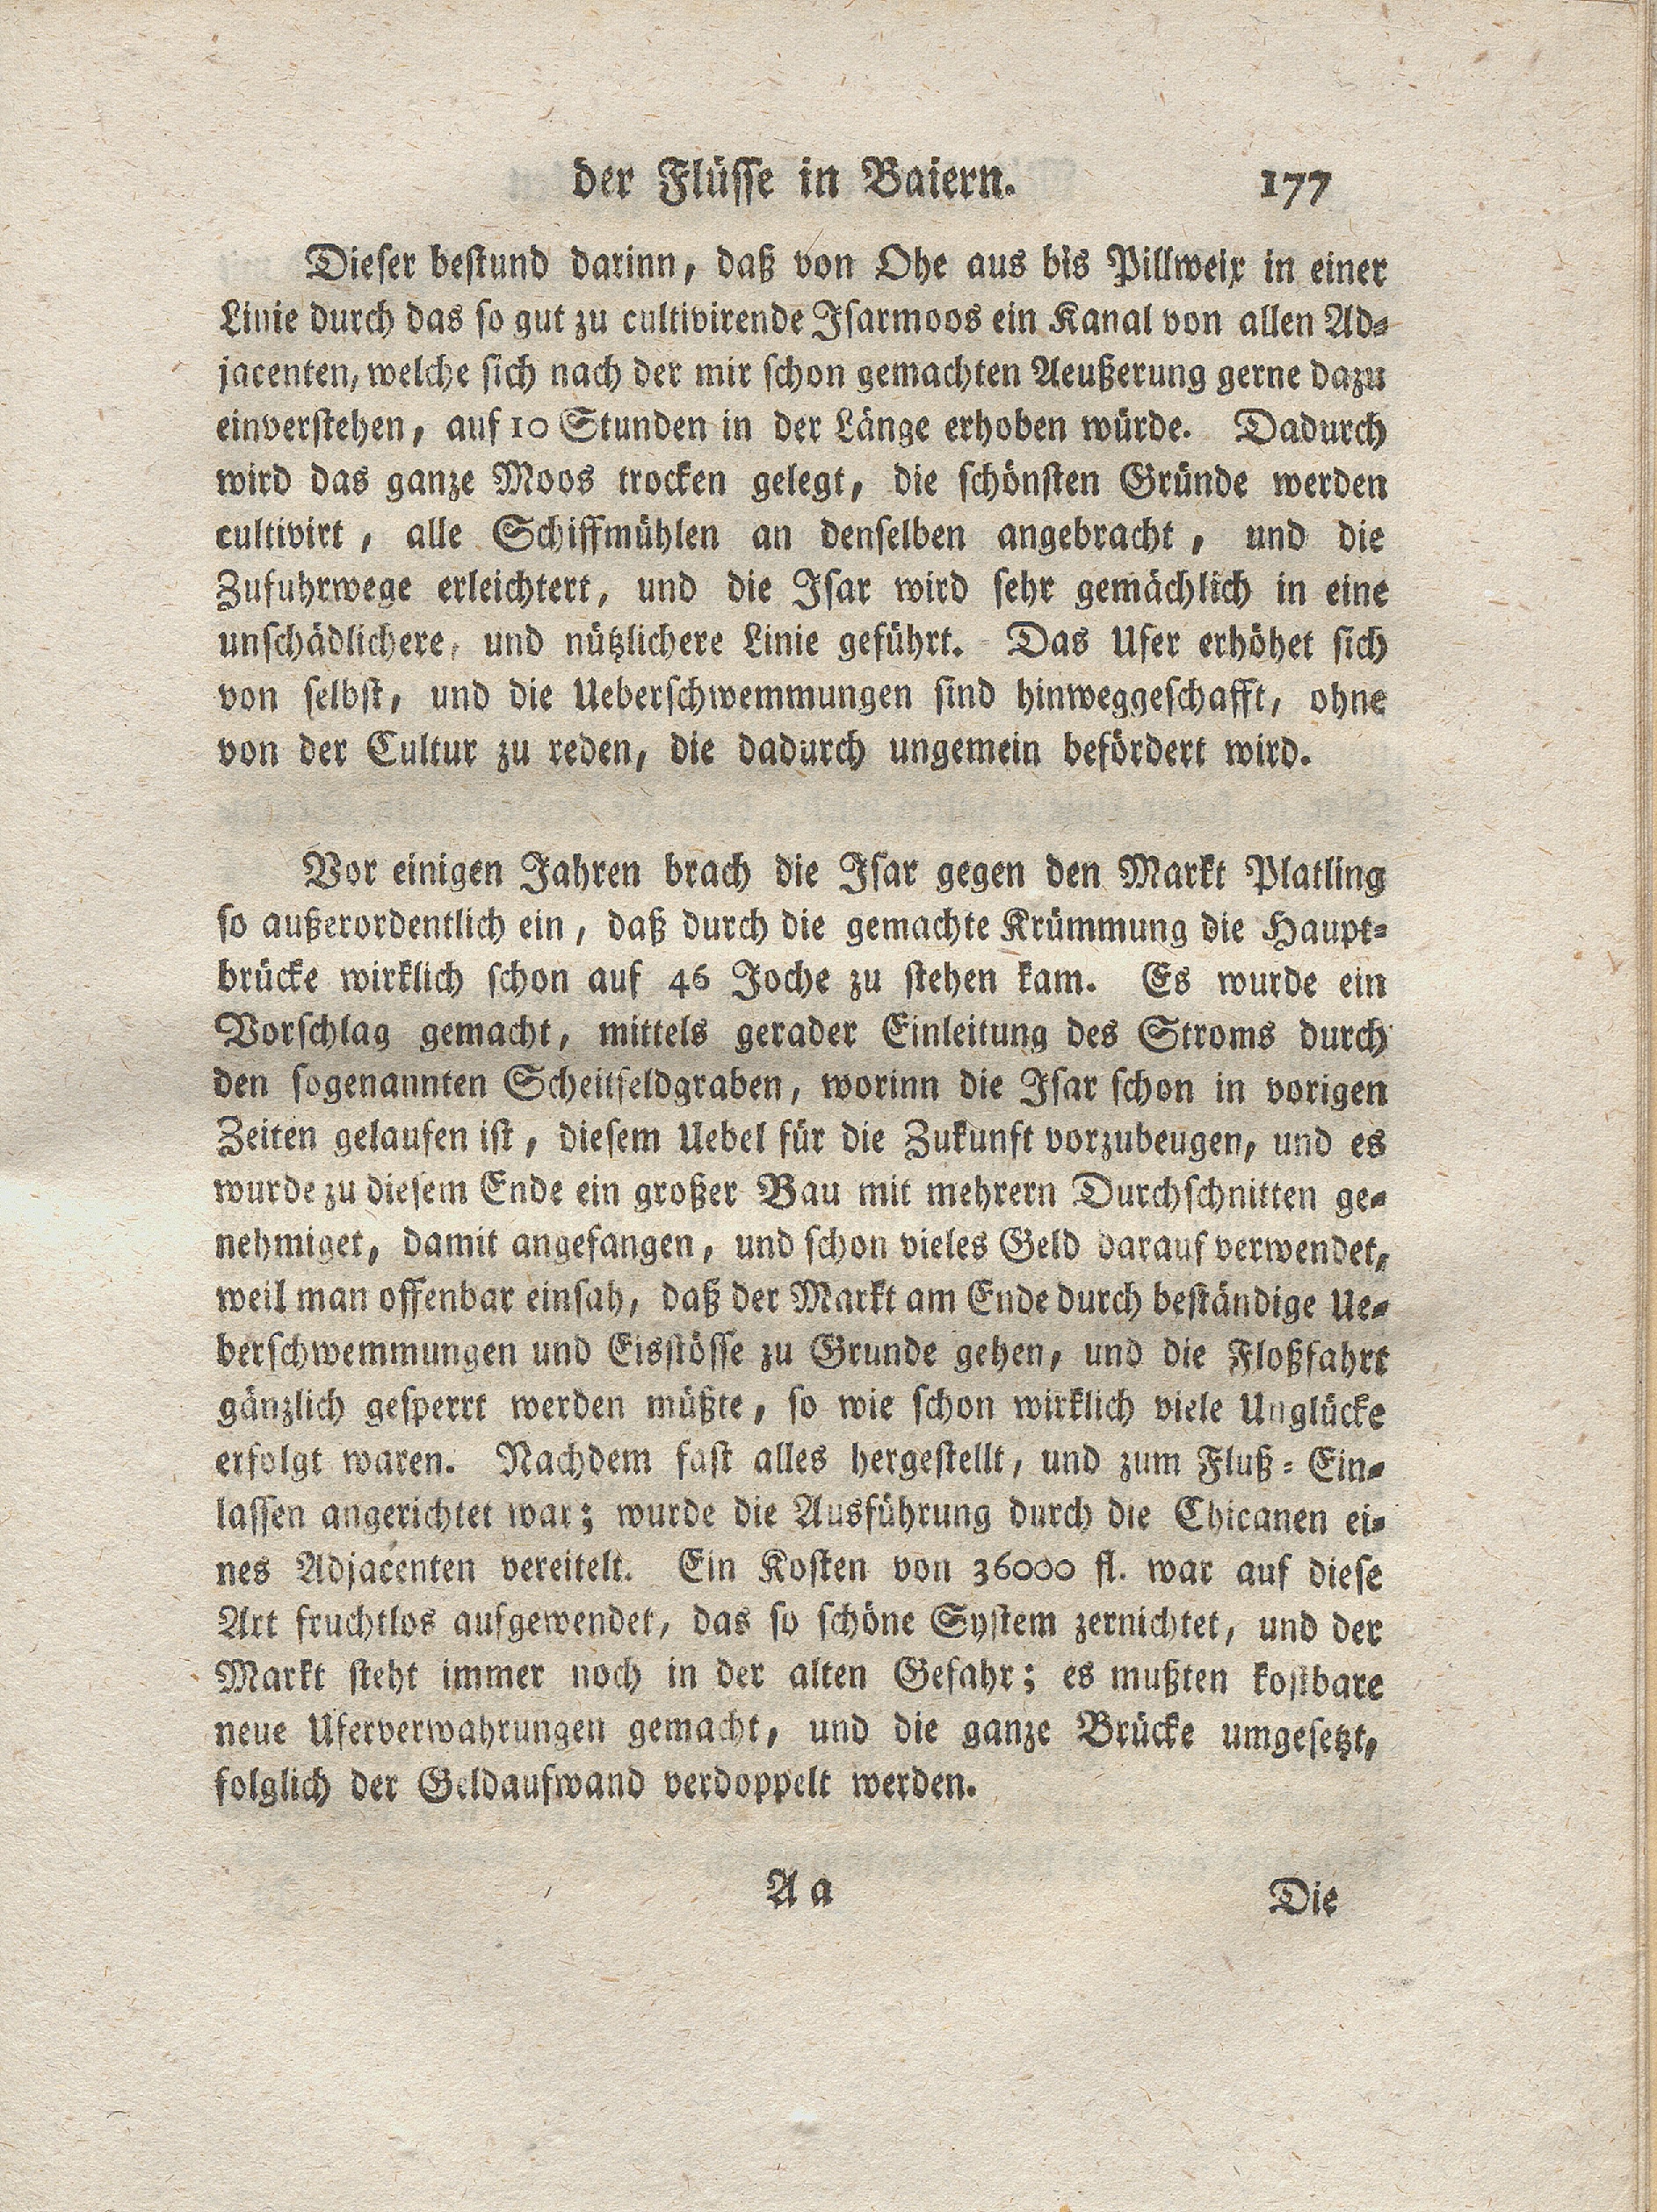 der Flüsse in Baiern. 177
Dieser bestund darinn, daß von Ohe aus bis Pillweix in einer
Linie durch das so gut zu cultivirende Isarmoos ein Kanal von allen Ad-
jacenten, welche sich nach der mir schon gemachten Aeußerung gerne dazu
einverstehen, auf 10 Stunden in der Länge erhoben würde. Dadurch
wird das ganze Moos trocken gelegt, die schönsten Gründe werden
cultivirt, alle Schiffmühlen an denselben angebracht, und die
Zufuhrwege erleichtert, und die Isar wird sehr gemächlich in eine
unschädlichere, und nützlichere Linie geführt. Das Ufer erhöhet sich
von selbst, und die Ueberschwemmungen sind hinweggeschafft, ohne
von der Cultur zu reden, die dadurch ungemein befördert wird.
Vor einigen Jahren brach die Isar gegen den Markt Platling
so außerordentlich ein, daß durch die gemachte Krümmung die Haupt-
brücke wirklich schon auf 46 Joche zu stehen kam. Es wurde ein
Vorschlag gemacht, mittels gerader Einleitung des Stroms durch
den sogenannten Scheitfeldgraben, worinn die Isar schon in vorigen
Zeiten gelaufen ist, diesem Uebel für die Zukunft vorzubeugen, und es
wurde zu diesem Ende ein großer Bau mit mehrern Durchschnitten ge-
nehmiget, damit angefangen, und schon vieles Geld darauf verwendet,
weil man offenbar einsah, daß der Markt am Ende durch beständige Ue-
berschwemmungen und Eisstösse zu Grunde gehen, und die Floßfahrt
gänzlich gesperrt werden müßte, so wie schon wirklich viele Unglücke
erfolgt waren. Nachdem fast alles hergestellt, und zum Fluß-Ein-
lassen angerichtet war; wurde die Ausführung durch die Chicanen ei-
nes Adjacenten vereitelt. Ein Kosten von 36000 fl. war auf diese
Art fruchtlos aufgewendet, das so schöne System zernichtet, und der
Markt steht immer noch in der alten Gefahr; es mußten kostbare
neue Uferverwahrungen gemacht, und die ganze Brücke umgesetzt,
folglich der Geldaufwand verdoppelt werden.
A a Die